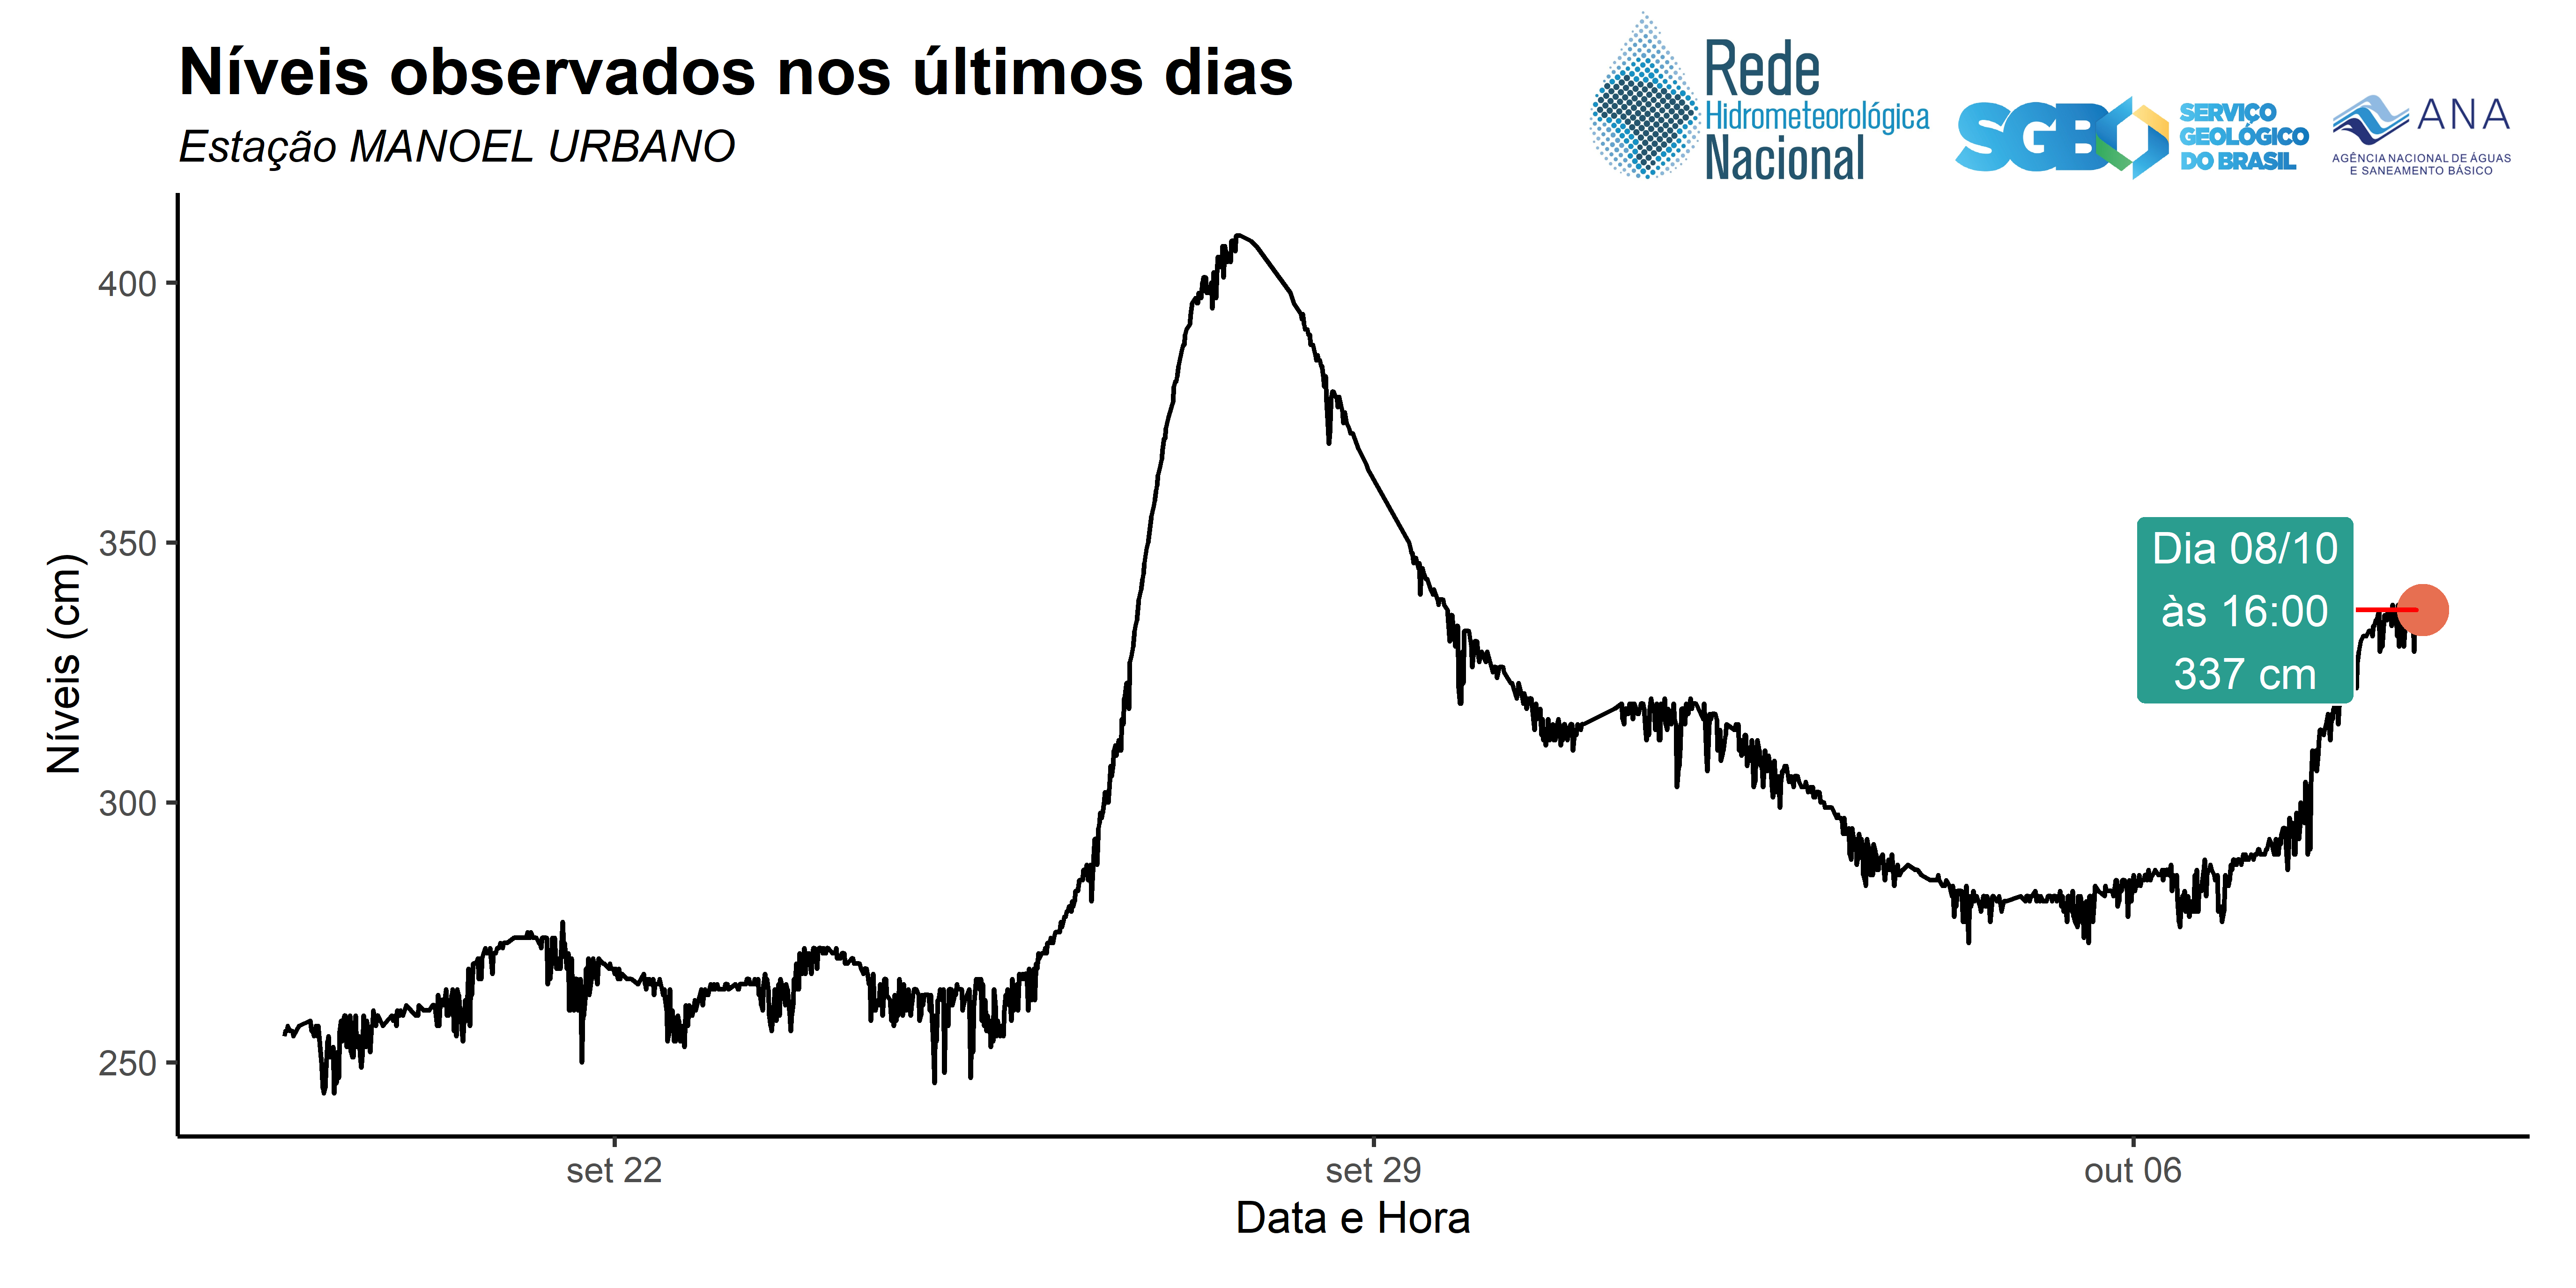 Níveis observados nos últimos dias
Estação MANOEL URBANO
Rede
Hidrometeorológica
Nacional
SGB
SERVIÇO
GEOLÓGICO
DO BRASIL
ANA
AGÊNCIA NACIONAL DE ÁGUAS
E SANEAMENTO BÁSICO
Níveis (cm)
400
350
300
250
Dia 08/10
às 16:00
337 cm
set 22
set 29
out 06
Data e Hora